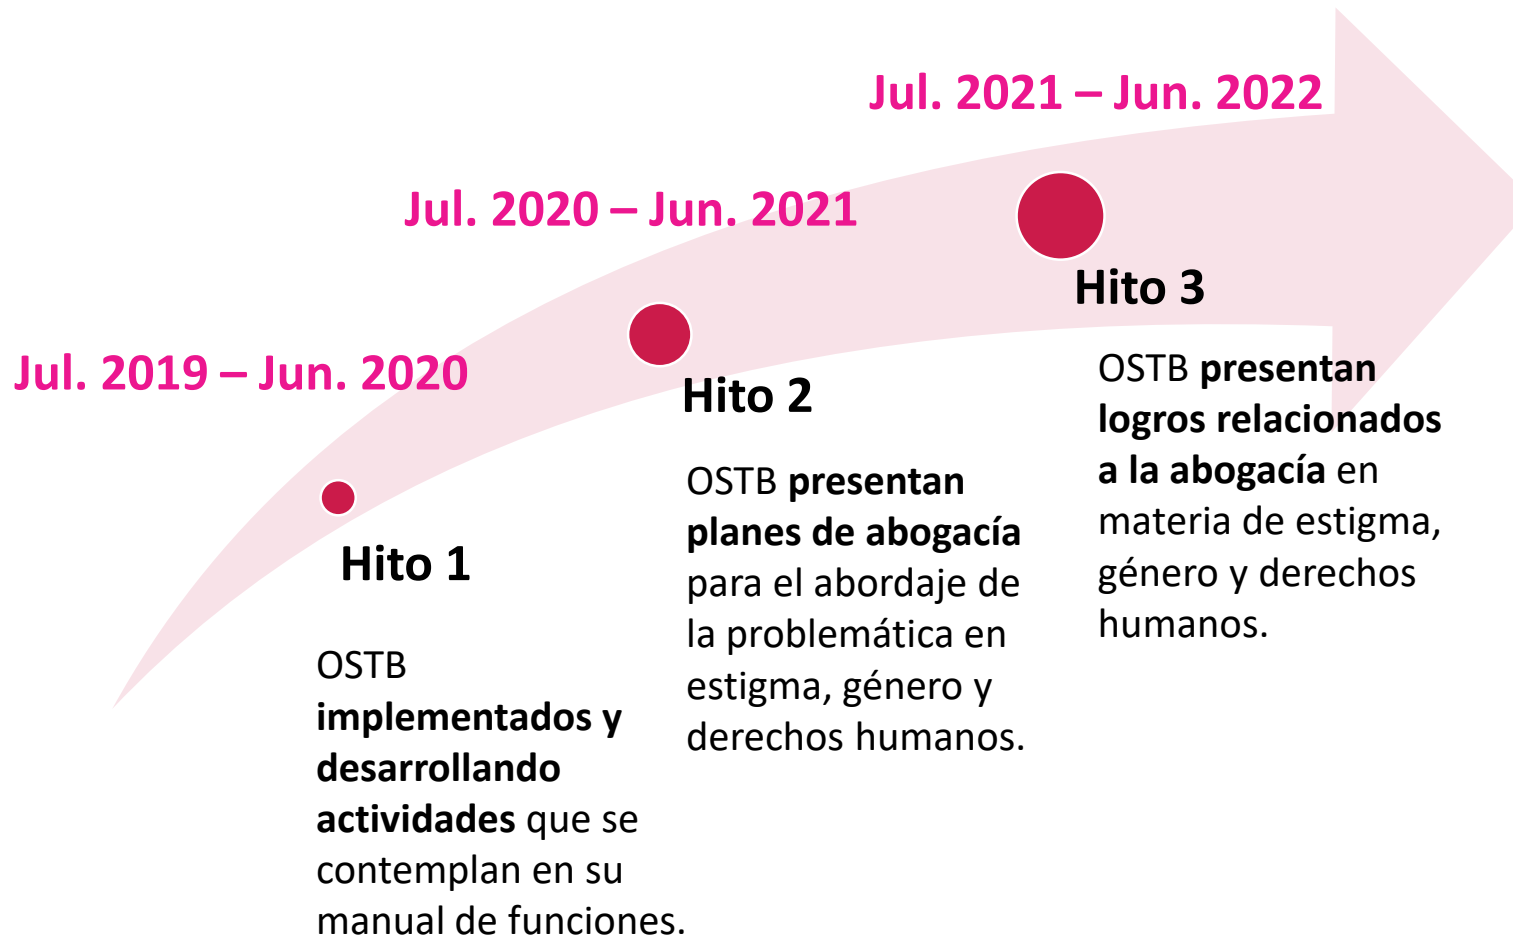 Jul. 2019 – Jun. 2020
Hito 1
OSTB
implementados y
desarrollando
actividades que se
contemplan en su
manual de funciones.
Jul. 2020 – Jun. 2021
Hito 2
OSTB presentan
planes de abogacía
para el abordaje de
la problemática en
estigma, género y
derechos humanos.
Jul. 2021 – Jun. 2022
Hito 3
OSTB presentan
logros relacionados
a la abogacía en
materia de estigma,
género y derechos
humanos.